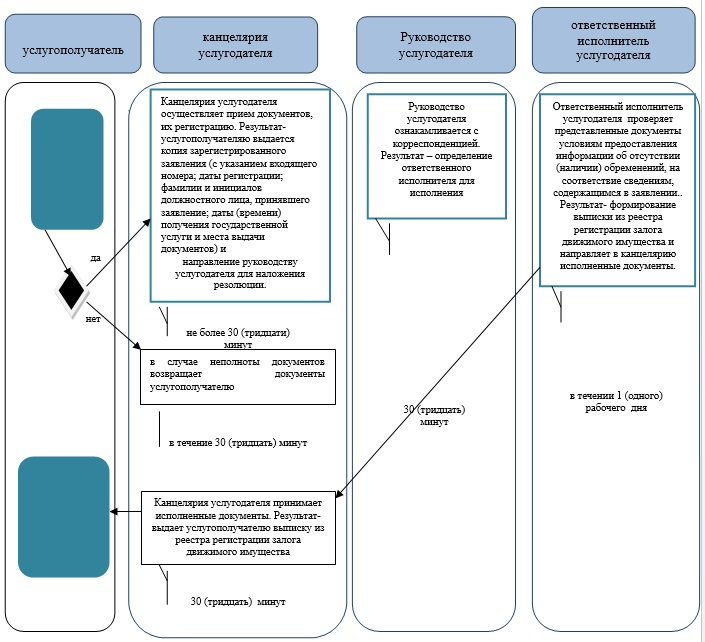 услугополучатель
канцелярия
услугодателя
Руководство
услугодателя
ответственный
исполнитель
услугодателя
Канцелярия услугодателя
осуществляет прием документов,
их регистрацию. Результат-
услугополучателю выдается
копия зарегистрированного
заявления (с указанием входящего
номера; даты регистрации;
фамилии и инициалов
должностного лица, принявшего
заявление; даты (времени)
получения государственной
услуги и места выдачи
документов) и
направление руководству
услугодателя для наложения
резолюции.
Руководство
услугодателя
ознакамливается с
корреспонденцией.
Результат – определение
ответственного
исполнителя для
исполнения
Ответственный исполнитель
услугодателя проверяет
представленные документы
условиям предоставления
информации об отсутствии
(наличии) обременений, на
соответствие сведениям,
содержащимся в заявлении..
Результат- формирование
выписки из реестра
регистрации залога
движимого имущества и
направляет в канцелярию
исполненные документы.
да
нет
не более 30 (тридцати)
минут
в случае неполноты документов
возвращает документы
услугополучателю
в течение 30 (тридцать) минут
30 (тридцать)
минут
в течении 1 (одного)
рабочего дня
Канцелярия услугодателя принимает
исполненные документы. Результат-
выдает услугополучателю выписку из
реестра регистрации залога
движимого имущества
30 (тридцать) минут